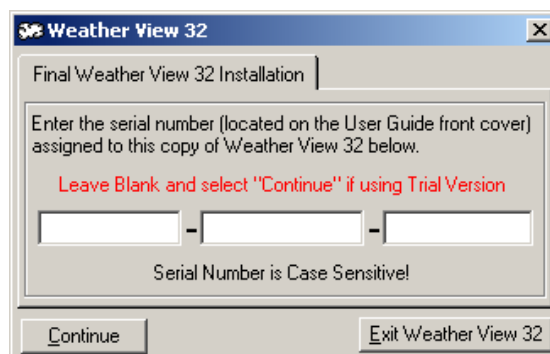 Weather View 32
Final Weather View 32 Installation
Enter the serial number (located on the User Guide front cover)
assigned to this copy of Weather View 32 below.
Leave Blank and select "Continue" if using Trial Version
- -
Serial Number is Case Sensitive!
Continue Exit Weather View 32